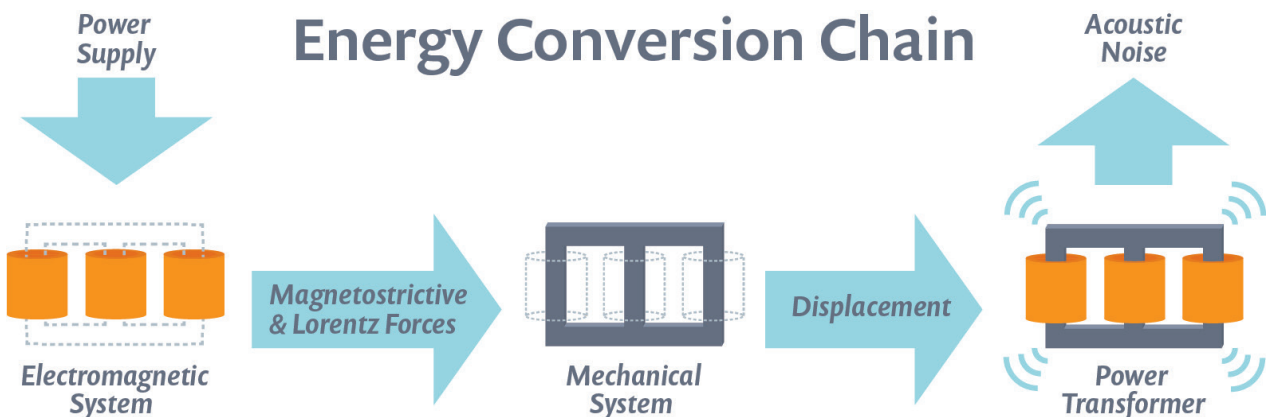 Power
Supply
Energy Conversion Chain
Acoustic
Noise
Magnetostrictive
& Lorentz Forces
Displacement
Electromagnetic
System
Mechanical
System
Power
Transformer